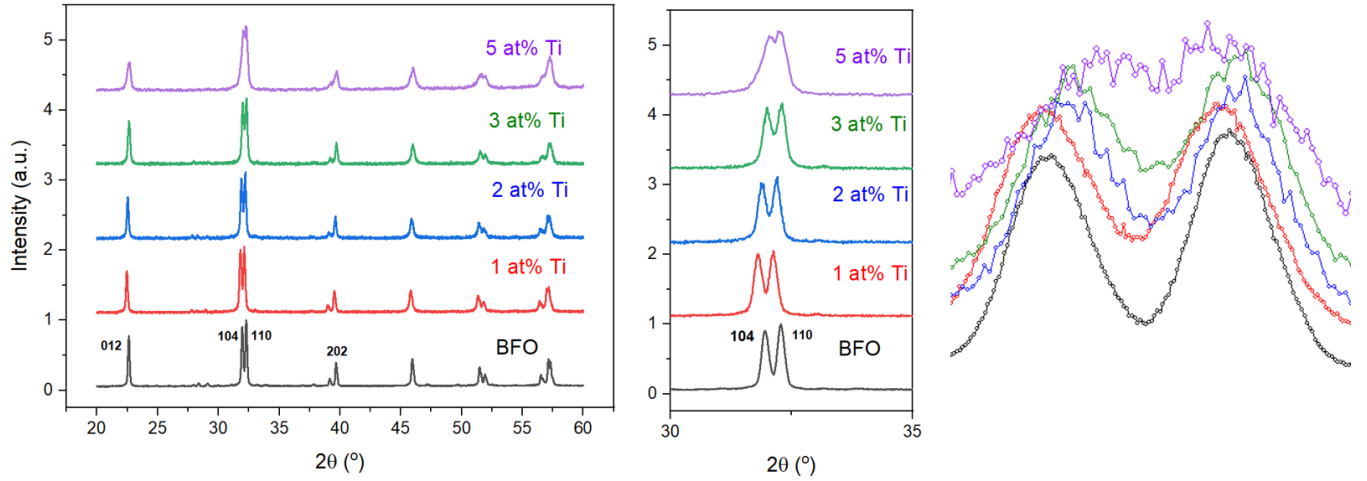 5 at% Ti
3 at% Ti
2 at% Ti
1 at% Ti
BFO
012
104
110
202
5
4
3
2
1
0
Intensity (a.u.)
20 25 30 35 40 45 50 55 60
2θ (°)
5 at% Ti
3 at% Ti
2 at% Ti
1 at% Ti
BFO
104
110
5
4
3
2
1
0
30 35
2θ (°)